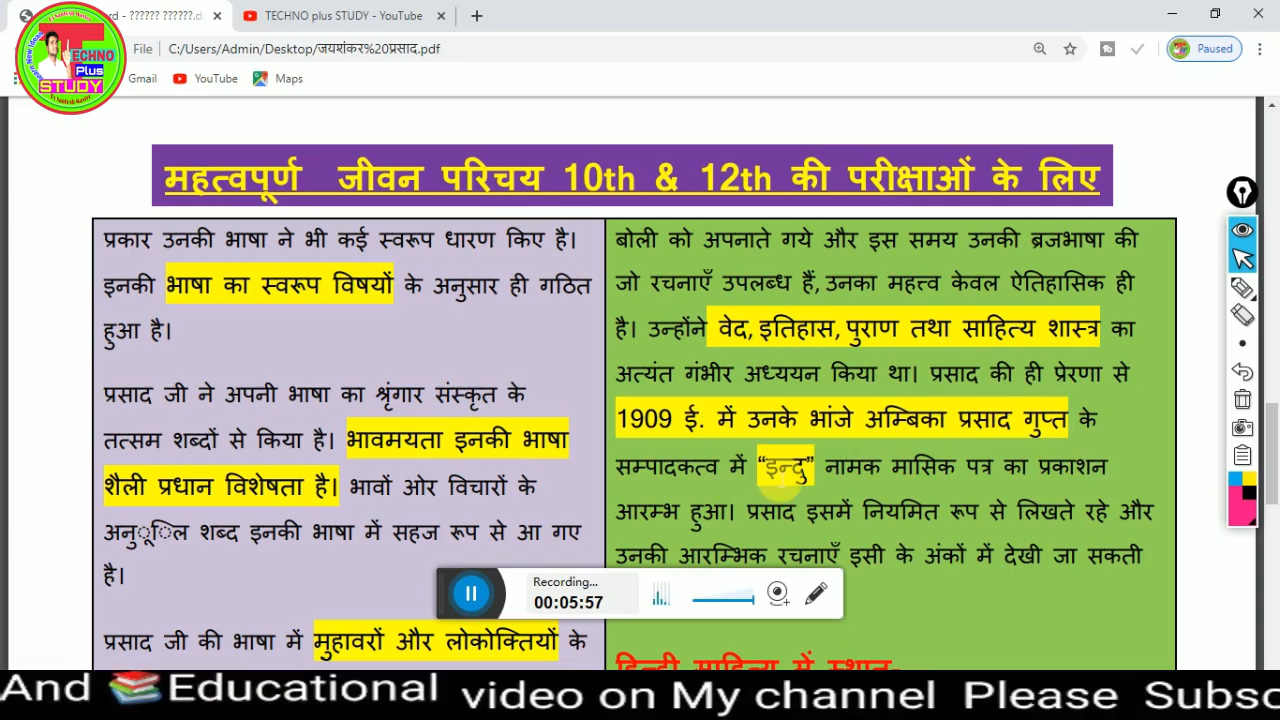 TECHNO plus STUDY - YouTube
File C:/Users/Admin/Desktop/जयशंकर%20प्रसाद.pdf
Paused
Gmail YouTube Maps
TECHNO
Plus
STUDY
महत्वपूर्ण जीवन परिचय 10th & 12th की परीक्षाओं के लिए
प्रकार उनकी भाषा ने भी कई स्वरूप धारण किए है।
इनकी भाषा का स्वरूप विषयों के अनुसार ही गठित
हुआ है।
प्रसाद जी ने अपनी भाषा का श्रृंगार संस्कृत के
तत्सम शब्दों से किया है। भावमयता इनकी भाषा
शैली प्रधान विशेषता है। भावों ओर विचारों के
शब्द इनकी भाषा में सहज रूप से आ गए
है।
प्रसाद जी की भाषा में मुहावरों और लोकोक्तियों के
बोली को अपनाते गये और इस समय उनकी ब्रजभाषा की
जो रचनाएँ उपलब्ध हैं, उनका महत्त्व केवल ऐतिहासिक ही
है। उन्होंने वेद, इतिहास, पुराण तथा साहित्य शास्त्र का
अत्यंत गंभीर अध्ययन किया था। प्रसाद की ही प्रेरणा से
1909 ई. में उनके भांजे अम्बिका प्रसाद गुप्त के
सम्पादकत्व में “इन्दु” नामक मासिक पत्र का प्रकाशन
आरम्भ हुआ। प्रसाद इसमें नियमित रूप से लिखते रहे और
उनकी आरम्भिक रचनाएँ इसी के अंकों में देखी जा सकती
हिन्दी साहित्य में स्थान-
Recording...
00:05:57
And Educational video on My channel Please Subsc